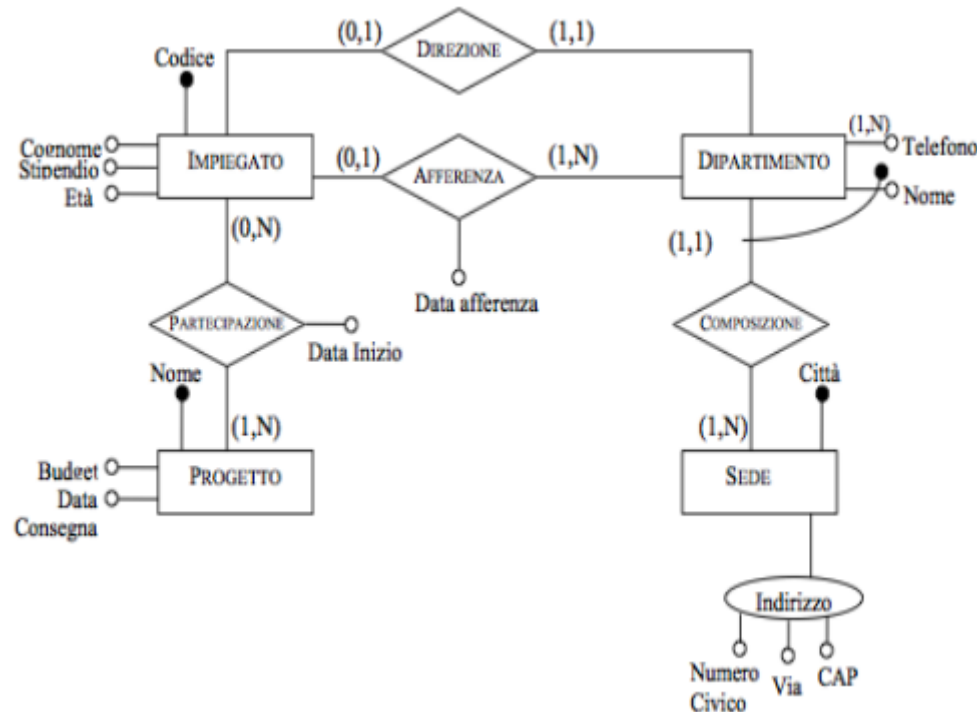 (0,1)
DIREZIONE
(1,1)
Codice
Cognome
Stipendio
Età
IMPIEGATO
(0,1)
AFFERENZA
(1,N)
DIPARTIMENTO
(1,N)
Telefono
Nome
(0,N)
(1,1)
Data afferenza
PARTECIPAZIONE
Data Inizio
COMPOSIZIONE
Nome
Città
(1,N)
(1,N)
Budget
Data
Consegna
PROGETTO
SEDE
Indirizzo
Numero
Civico
Via
CAP